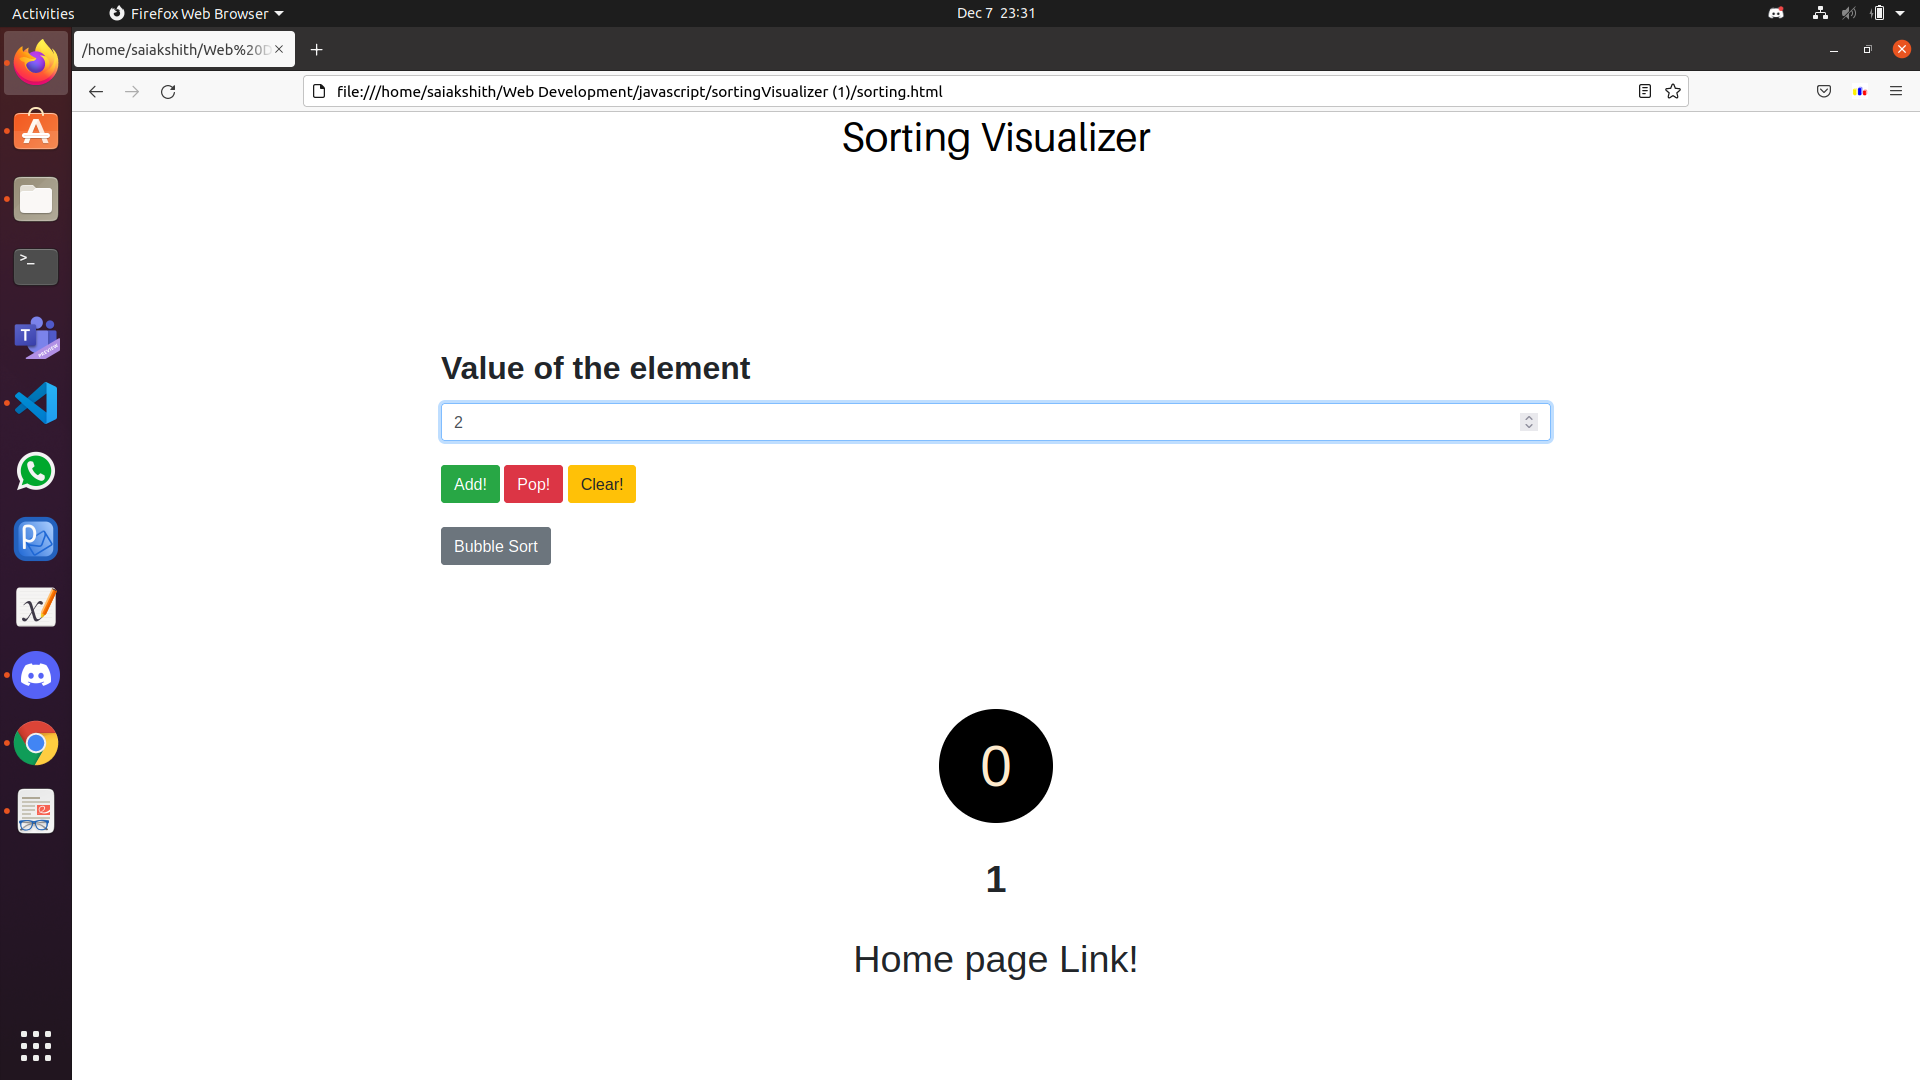 Activities
Firefox Web Browser
Dec 7 23:31
/home/saiakshith/Web%20D
file:///home/saiakshith/Web Development/javascript/sortingVisualizer (1)/sorting.html
Sorting Visualizer
Value of the element
2
Add! Pop! Clear!
Bubble Sort
0
1
Home page Link!